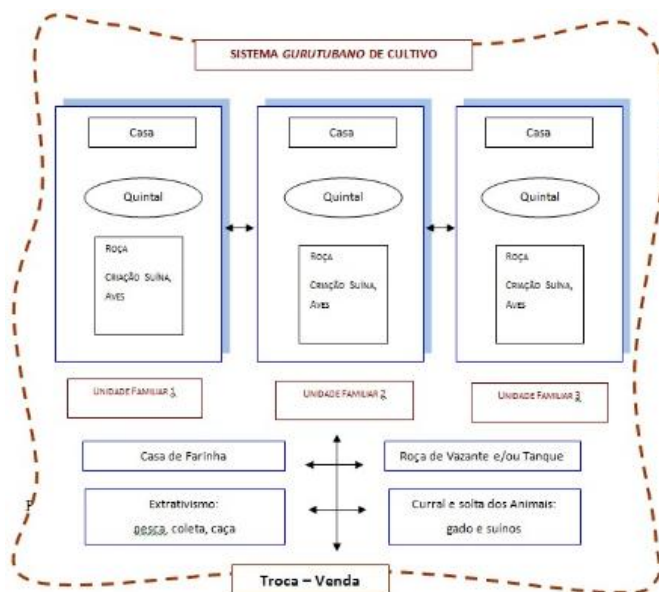 SISTEMA GURUTUBANO DE CULTIVO
Casa
Quintal
ROÇA
CRIAÇÃO SUÍNA,
AVES
Casa
Quintal
ROÇA
CRIAÇÃO SUÍNA,
AVES
Casa
Quintal
ROÇA
CRIAÇÃO SUÍNA,
AVES
UNIDADE FAMILIAR 1
UNIDADE FAMILIAR 2
UNIDADE FAMILIAR 3
Casa de Farinha
Roça de Vazante e/ou Tanque
Extrativismo:
pesca, coleta, caça
Curral e solta dos Animais:
gado e suínos
Troca – Venda